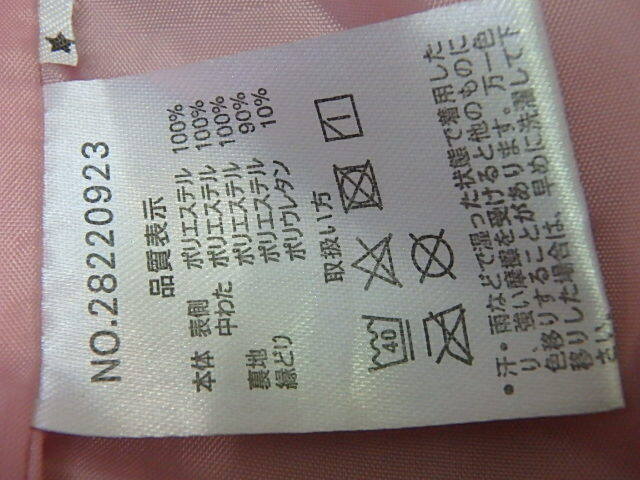 NO.28220923
品質表示
本体 表側 ポリエステル 100%
中わた ポリエステル 100%
裏地 ポリエステル 100%
縁どり ポリエステル 90%
ポリウレタン 10%
取扱い方
40
・汗・雨などで湿った状態で着用した
り、強い摩擦を受けると他のものに
色移りすることがあります。万一色
移りした場合は、早めに洗濯して下
さい。